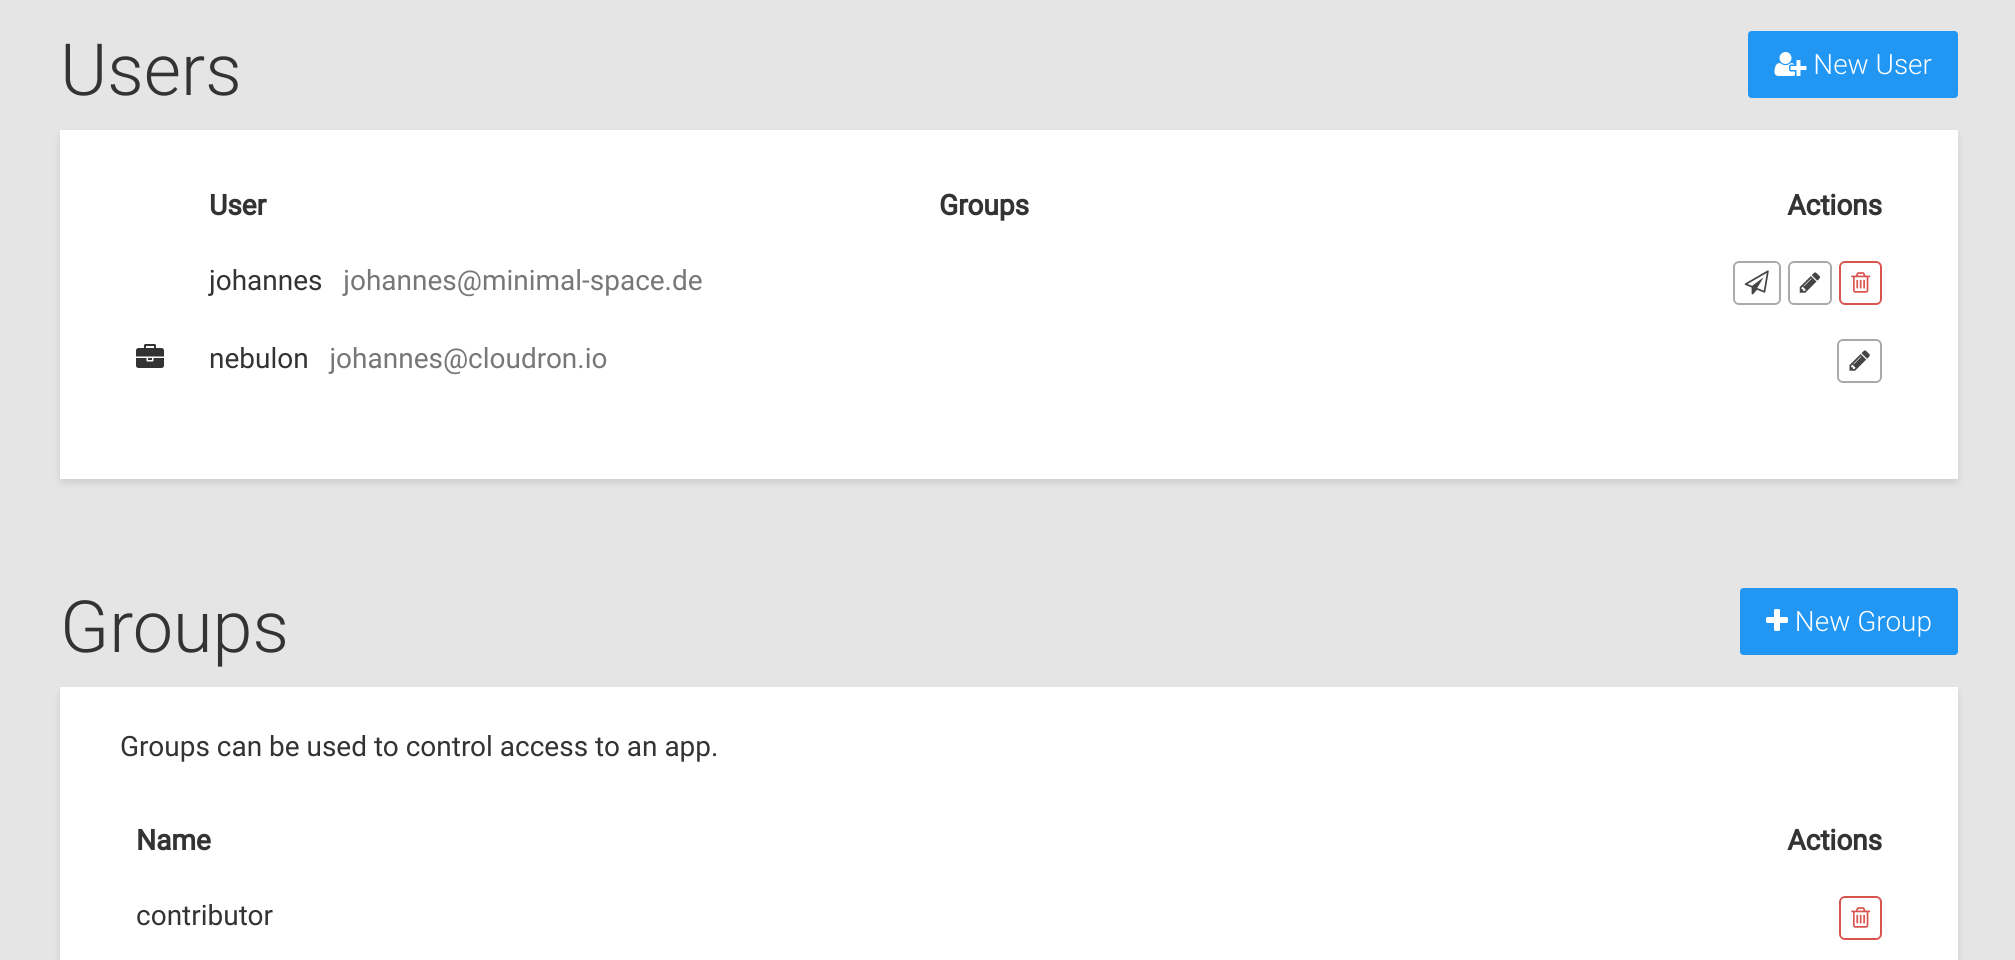 Users
New User
User Groups Actions
johannes johannes@minimal-space.de
nebulon johannes@cloudron.io
Groups
New Group
Groups can be used to control access to an app.
Name Actions
contributor